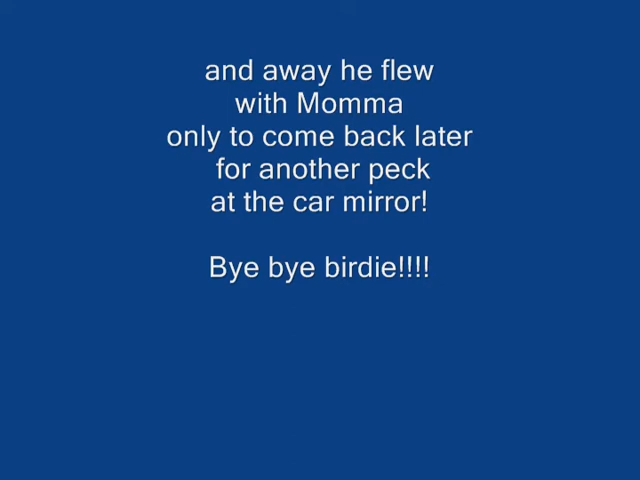 and away he flew
with Momma
only to come back later
for another peck
at the car mirror!
Bye bye birdie!!!!